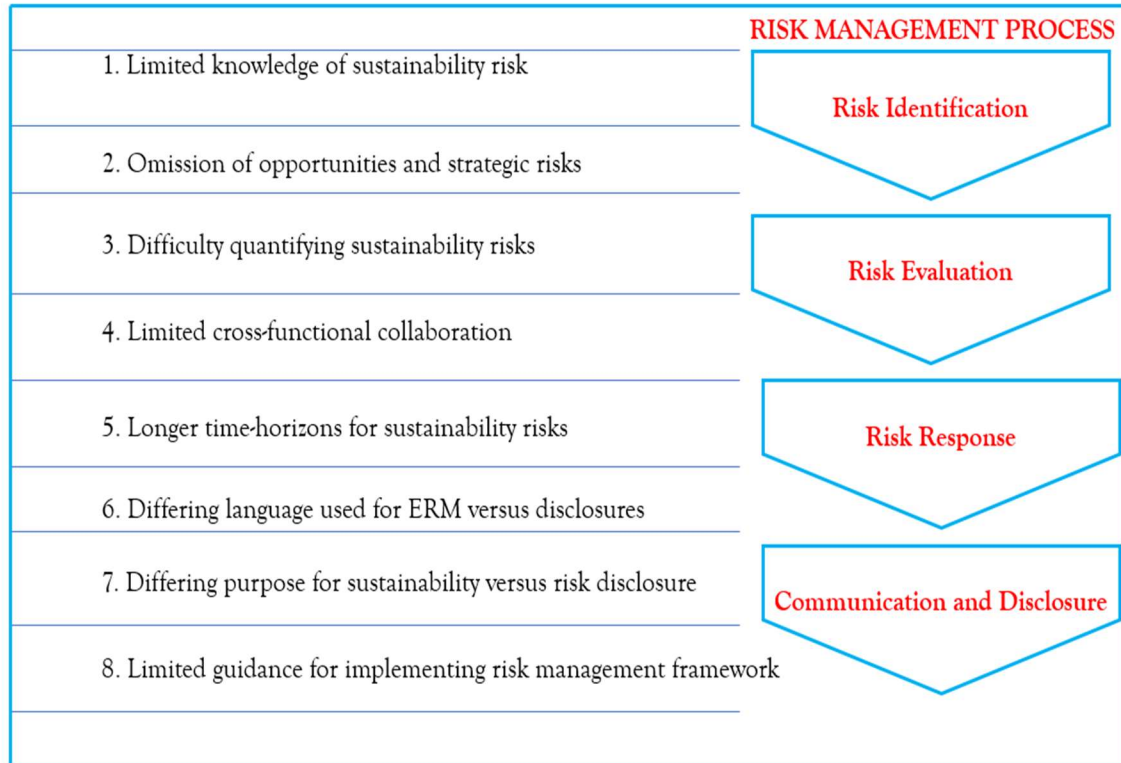 RISK MANAGEMENT PROCESS
1. Limited knowledge of sustainability risk
Risk Identification
2. Omission of opportunities and strategic risks
3. Difficulty quantifying sustainability risks
Risk Evaluation
4. Limited cross-functional collaboration
5. Longer time-horizons for sustainability risks
Risk Response
6. Differing language used for ERM versus disclosures
7. Differing purpose for sustainability versus risk disclosure
Communication and Disclosure
8. Limited guidance for implementing risk management framework